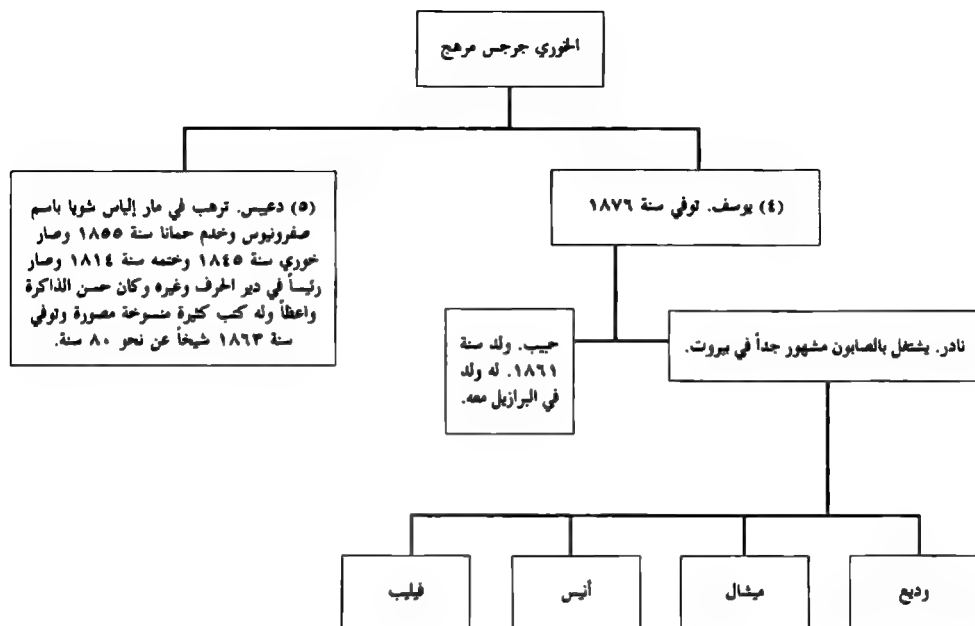 الخوري جرجس مرهج
(٤) يوسف. توفي سنة ١٨٧٦
(٥) دعيبس. ترهب في مار إلياس شويا باسم
صفرونيوس وخدم حمانا سنة ١٨٥٥ وصار
خوري سنة ١٨٤٥ وختمه سنة ١٨١٤ وصار
رئيساً في دير الحرف وغيره وكان حسن الذاكرة
واعظاً وله كتب كثيرة منسوخة مصورة وتوفي
سنة ١٨٦٣ شيخاً عن نحو ٨٠ سنة.
نادر. يشتغل بالصابون مشهور جداً في بيروت.
حبيب. ولد سنة
١٨٦١. له ولد
في البرازيل معه.
وديع
ميشال
أنيس
فيليب